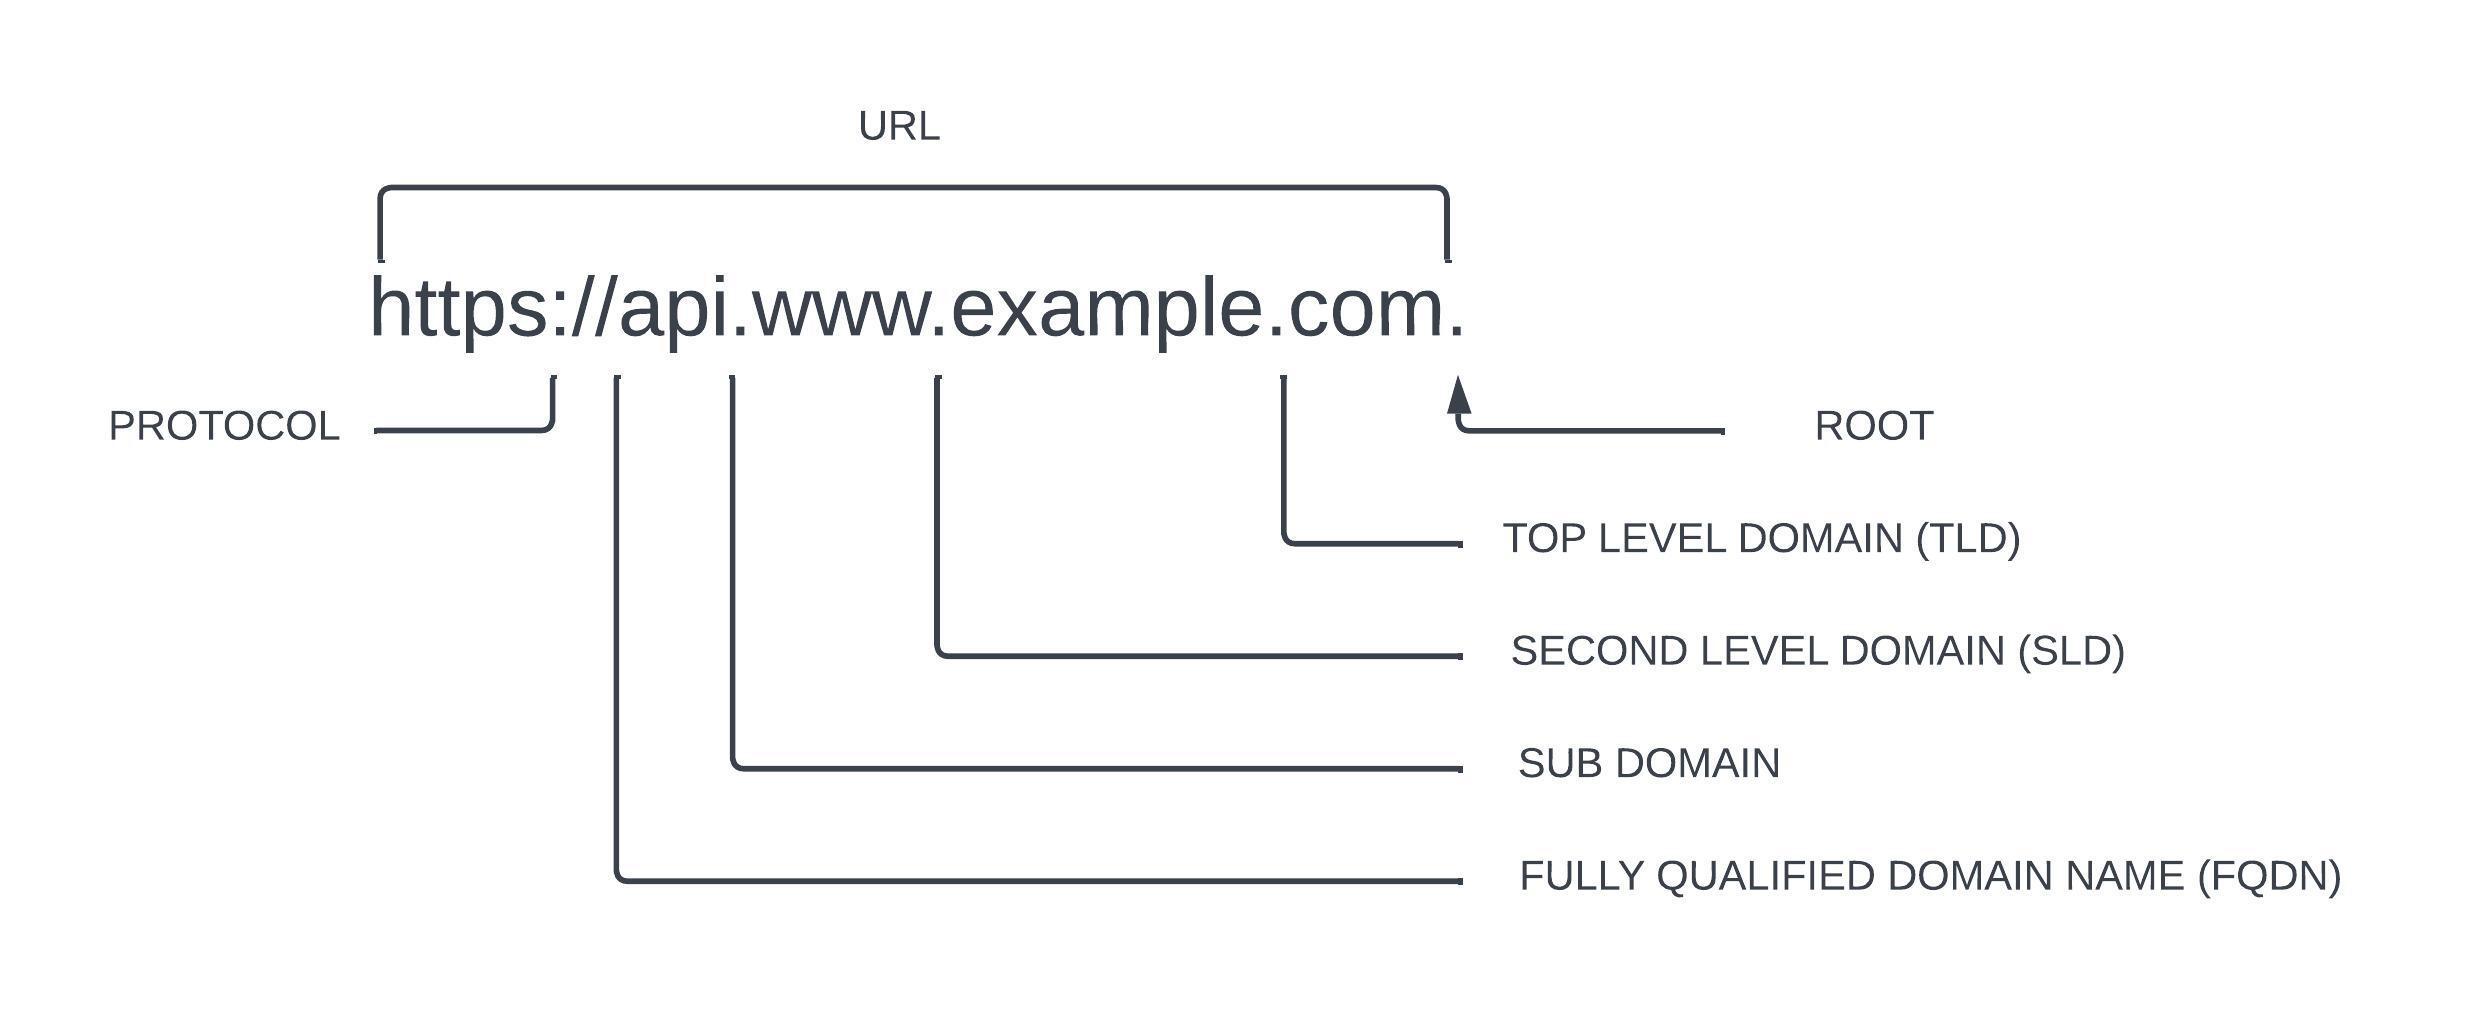 URL
https://api.www.example.com.
PROTOCOL
ROOT
TOP LEVEL DOMAIN (TLD)
SECOND LEVEL DOMAIN (SLD)
SUB DOMAIN
FULLY QUALIFIED DOMAIN NAME (FQDN)